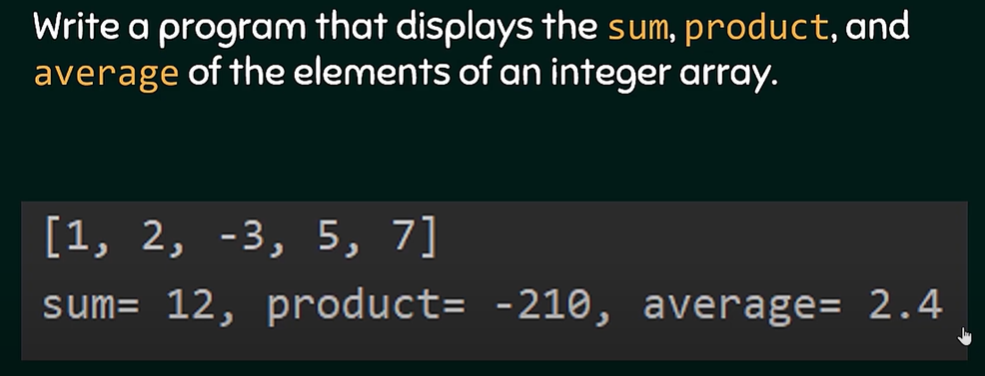 Write a program that displays the sum, product, and
average of the elements of an integer array.
[1, 2, -3, 5, 7]
sum= 12, product= -210, average= 2.4